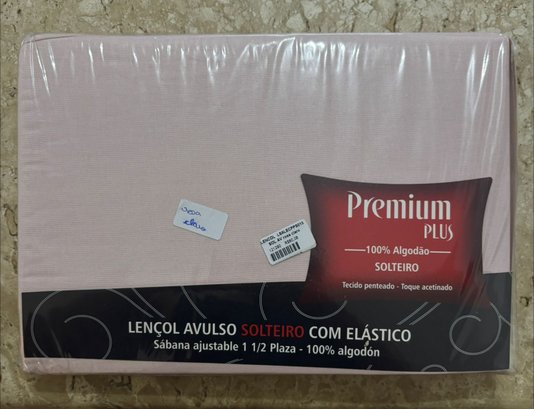 Premium
PLUS
100% Algodão
SOLTEIRO
Tecido penteado - Toque acetinado
LENÇOL AVULSO SOLTEIRO COM ELÁSTICO
Sábana ajustable 1 1/2 Plaza - 100% algodón